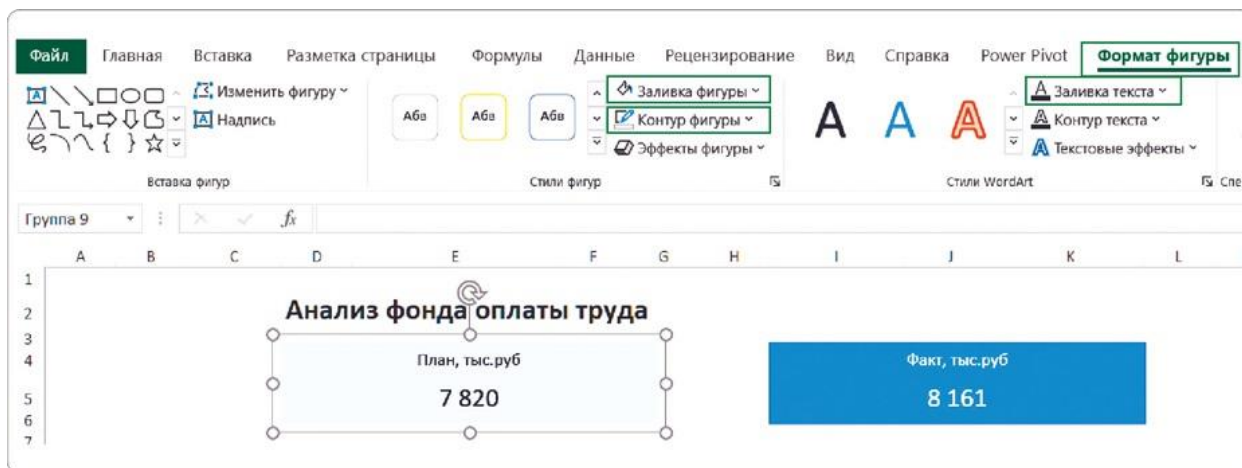 Файл Главная Вставка Разметка страницы Формулы Данные Рецензирование Вид Справка Power Pivot Формат фигуры
Изменить фигуру
Надпись
Вставка фигур
Абв Абв Абв
Заливка фигуры
Контур фигуры
Эффекты фигуры
Стили фигур
A A A
Заливка текста
Контур текста
Текстовые эффекты
Стили WordArt
Спе
Группа 9 fx
A B C D E F G H I J K L
1
2 Анализ фонда оплаты труда
3
4 План, тыс.руб Факт, тыс.руб
5 7 820 8 161
6
7